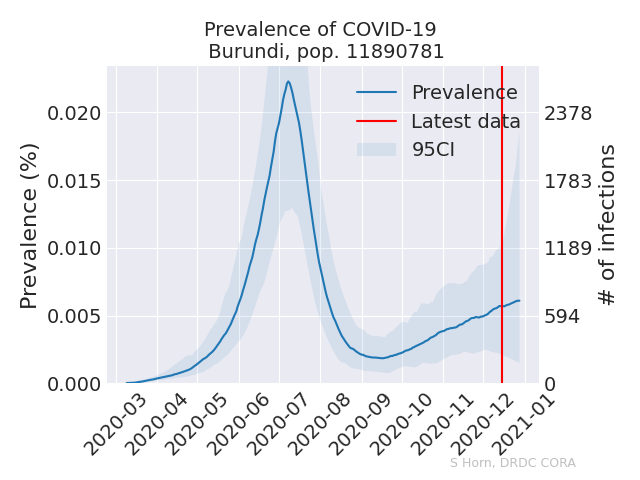 Prevalence of COVID-19
Burundi, pop. 11890781
Prevalence
Latest data
95CI
0.020
0.015
0.010
0.005
0.000
Prevalence (%)
2378
1783
1189
594
0
# of infections
2020-03
2020-04
2020-05
2020-06
2020-07
2020-08
2020-09
2020-10
2020-11
2020-12
2021-01
S Horn, DRDC CORA